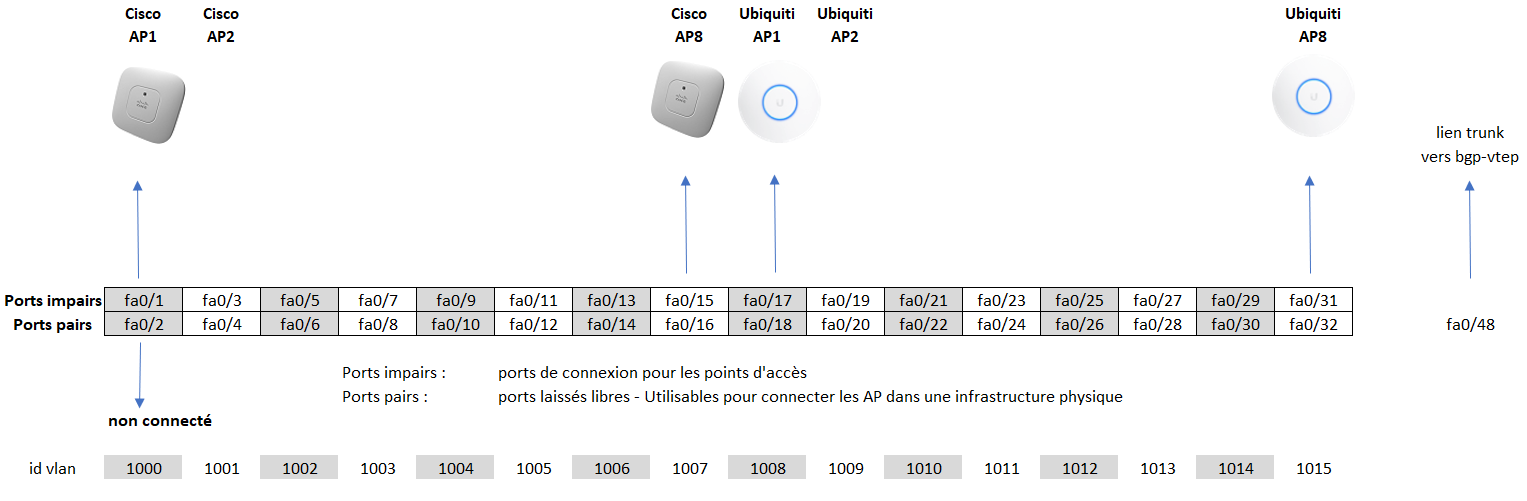 Cisco AP1
Cisco AP2
Cisco AP8
Ubiquiti AP1
Ubiquiti AP2
Ubiquiti AP8
lien trunk
vers bgp-vtep
Ports impairs fa0/1 fa0/3 fa0/5 fa0/7 fa0/9 fa0/11 fa0/13 fa0/15 fa0/17 fa0/19 fa0/21 fa0/23 fa0/25 fa0/27 fa0/29 fa0/31
Ports pairs fa0/2 fa0/4 fa0/6 fa0/8 fa0/10 fa0/12 fa0/14 fa0/16 fa0/18 fa0/20 fa0/22 fa0/24 fa0/26 fa0/28 fa0/30 fa0/32 fa0/48
Ports impairs : ports de connexion pour les points d'accès
Ports pairs : ports laissés libres - Utilisables pour connecter les AP dans une infrastructure physique
non connecté
id vlan 1000 1001 1002 1003 1004 1005 1006 1007 1008 1009 1010 1011 1012 1013 1014 1015